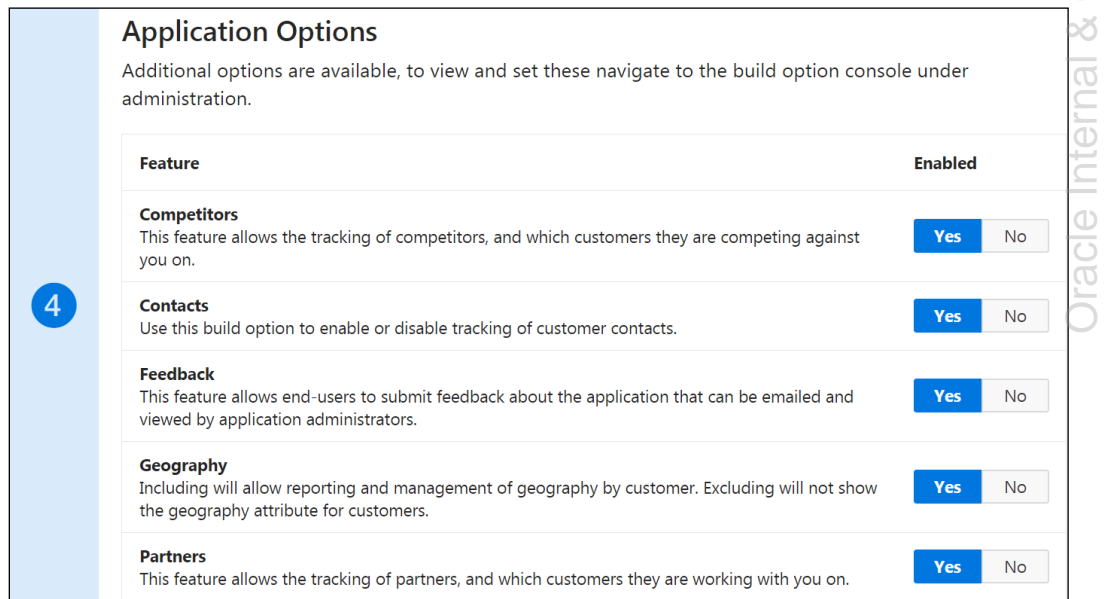 Application Options
Additional options are available, to view and set these navigate to the build option console under
administration.
Feature Enabled
Competitors
This feature allows the tracking of competitors, and which customers they are competing against
you on.
Yes No
4
Contacts
Use this build option to enable or disable tracking of customer contacts.
Yes No
Feedback
This feature allows end-users to submit feedback about the application that can be emailed and
viewed by application administrators.
Yes No
Geography
Including will allow reporting and management of geography by customer. Excluding will not show
the geography attribute for customers.
Yes No
Partners
This feature allows the tracking of partners, and which customers they are working with you on.
Yes No
Oracle Internal &